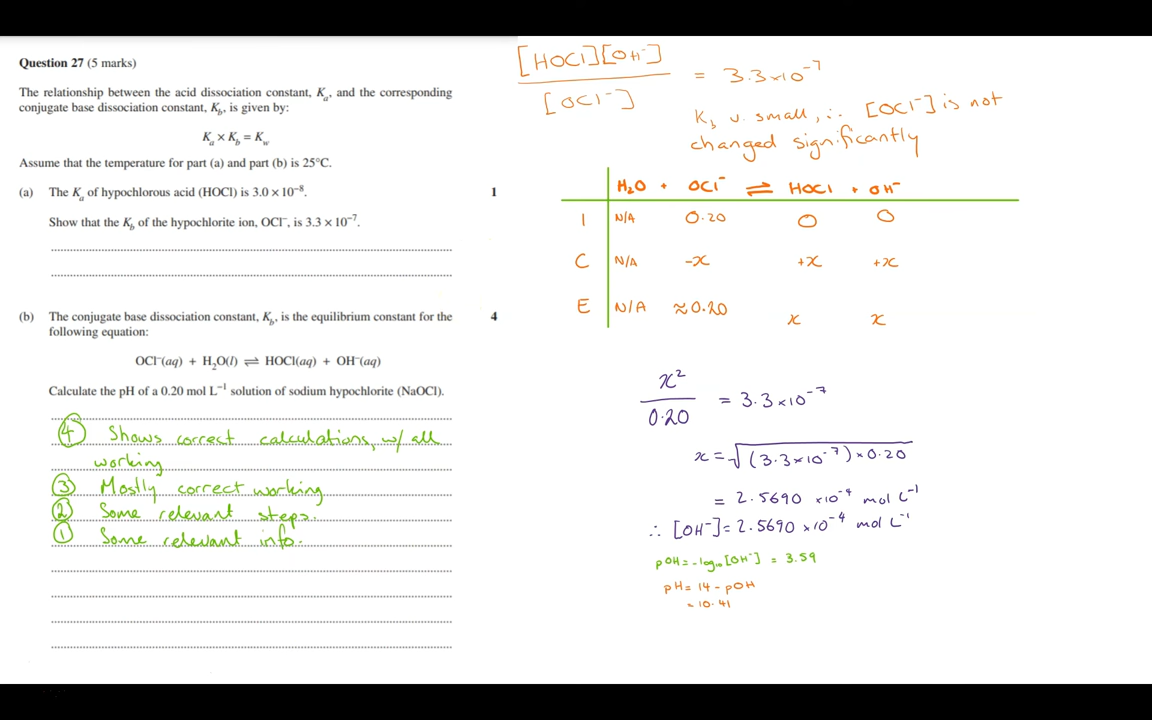 Question 27 (5 marks)
The relationship between the acid dissociation constant, Kₐ, and the corresponding
conjugate base dissociation constant, K_b, is given by:
Kₐ × K_b = K_w
Assume that the temperature for part (a) and part (b) is 25°C.
(a) The Kₐ of hypochlorous acid (HOCl) is 3.0 × 10⁻⁸. 1
Show that the K_b of the hypochlorite ion, OCl⁻, is 3.3 × 10⁻⁷.
(b) The conjugate base dissociation constant, K_b, is the equilibrium constant for the 4
following equation:
OCl⁻(aq) + H₂O(l) ⇌ HOCl(aq) + OH⁻(aq)
Calculate the pH of a 0.20 mol L⁻¹ solution of sodium hypochlorite (NaOCl).
④ Shows correct calculations, w/ all
working
③ Mostly correct working
② Some relevant steps.
① Some relevant info.
[HOCl][OH⁻]
[OCl⁻]
= 3.3×10⁻⁷
K_b v. small, ∴ [OCl⁻] is not
changed significantly
H₂O + OCl⁻ ⇌ HOCl + OH⁻
I N/A 0.20 0 0
C N/A -x +x +x
E N/A ≈0.20 x x
x²
0.20
= 3.3×10⁻⁷
x = √(3.3×10⁻⁷)×0.20
= 2.5690 ×10⁻⁴ mol L⁻¹
∴ [OH⁻] = 2.5690 ×10⁻⁴ mol L⁻¹
pOH = -log₁₀[OH⁻] = 3.59
pH = 14 - pOH
= 10.41